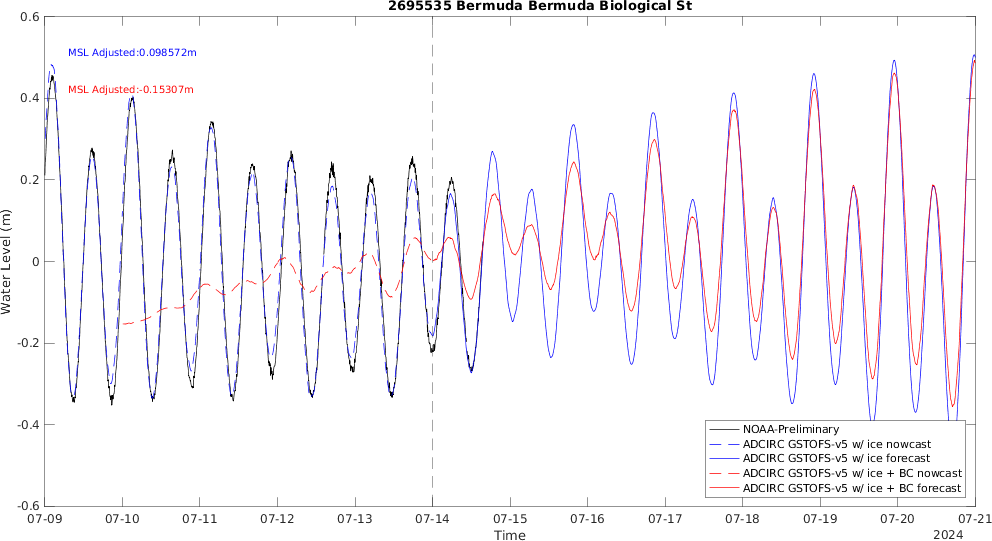 2695535 Bermuda Bermuda Biological St
MSL Adjusted:0.098572m
MSL Adjusted:-0.15307m
Water Level (m)
0.6
0.4
0.2
0
-0.2
-0.4
-0.6
NOAA-Preliminary
ADCIRC GSTOFS-v5 w/ ice nowcast
ADCIRC GSTOFS-v5 w/ ice forecast
ADCIRC GSTOFS-v5 w/ ice + BC nowcast
ADCIRC GSTOFS-v5 w/ ice + BC forecast
07-09 07-10 07-11 07-12 07-13 07-14 07-15 07-16 07-17 07-18 07-19 07-20 07-21
Time
2024